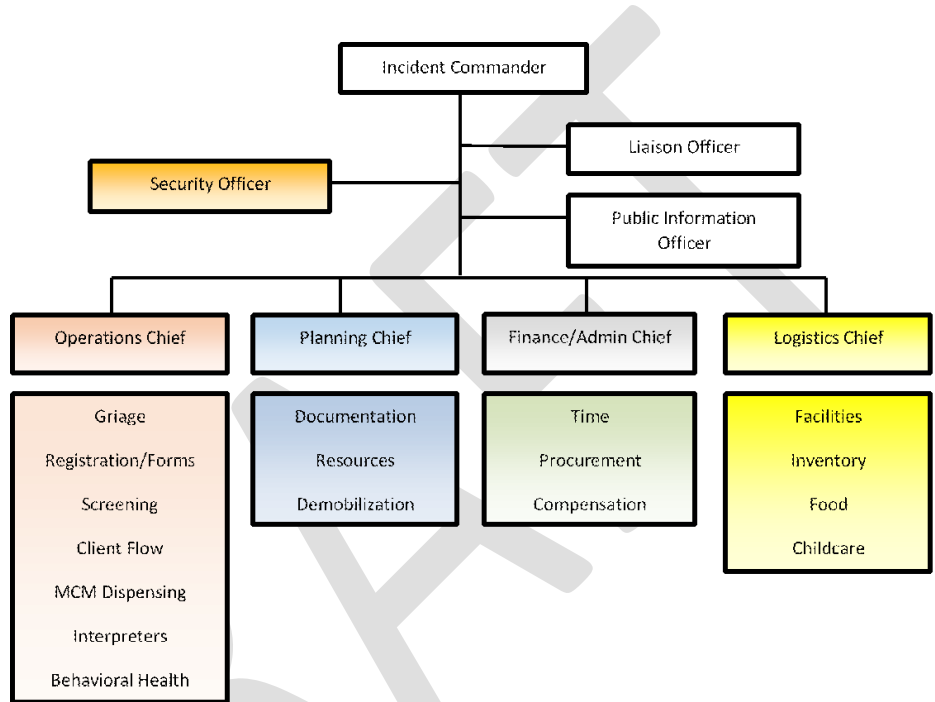 Incident Commander
Liaison Officer
Security Officer
Public Information
Officer
Operations Chief
Planning Chief
Finance/Admin Chief
Logistics Chief
Griage
Registration/Forms
Screening
Client Flow
MCM Dispensing
Interpreters
Behavioral Health
Documentation
Resources
Demobilization
Time
Procurement
Compensation
Facilities
Inventory
Food
Childcare
DRAFT